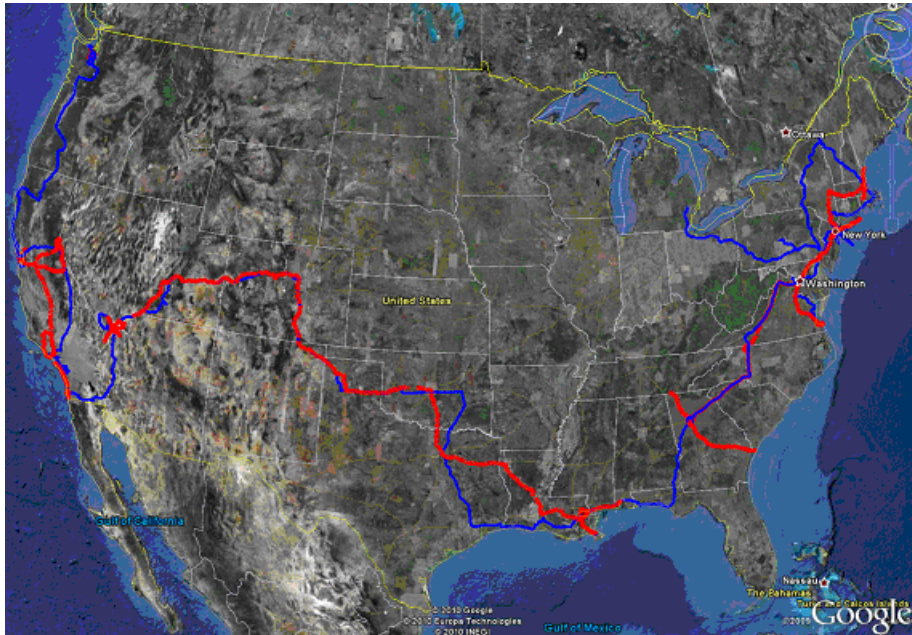 Ottawa
New York
Washington
United States
Gulf of California
Nassau
The Bahamas
Turks and Caicos Islands
© 2010 Google
© 2010 Europa Technologies
© 2010 INEGI
©2009 Google
Gulf of Mexico